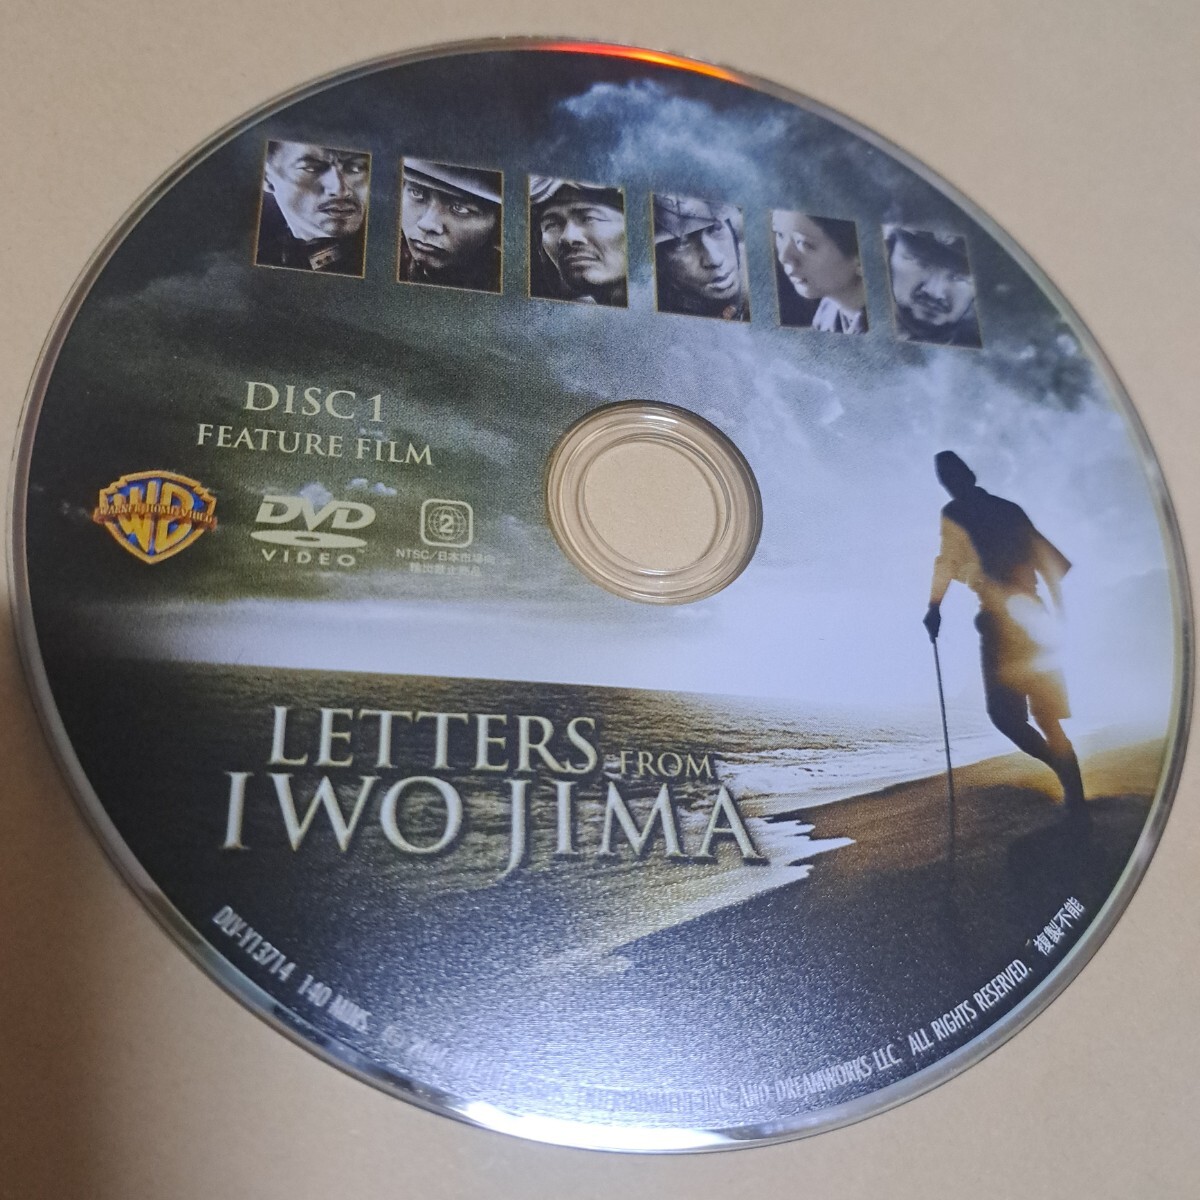 DISC 1
FEATURE FILM
WB
WARNER HOME VIDEO
DVD
VIDEO
2
NTSC/日本市場向
輸出禁止商品
LETTERS FROM
IWO JIMA
DLV-Y13714 140 MINS. ENTERTAINMENT INC. AND DREAMWORKS LLC. ALL RIGHTS RESERVED. 複製不能